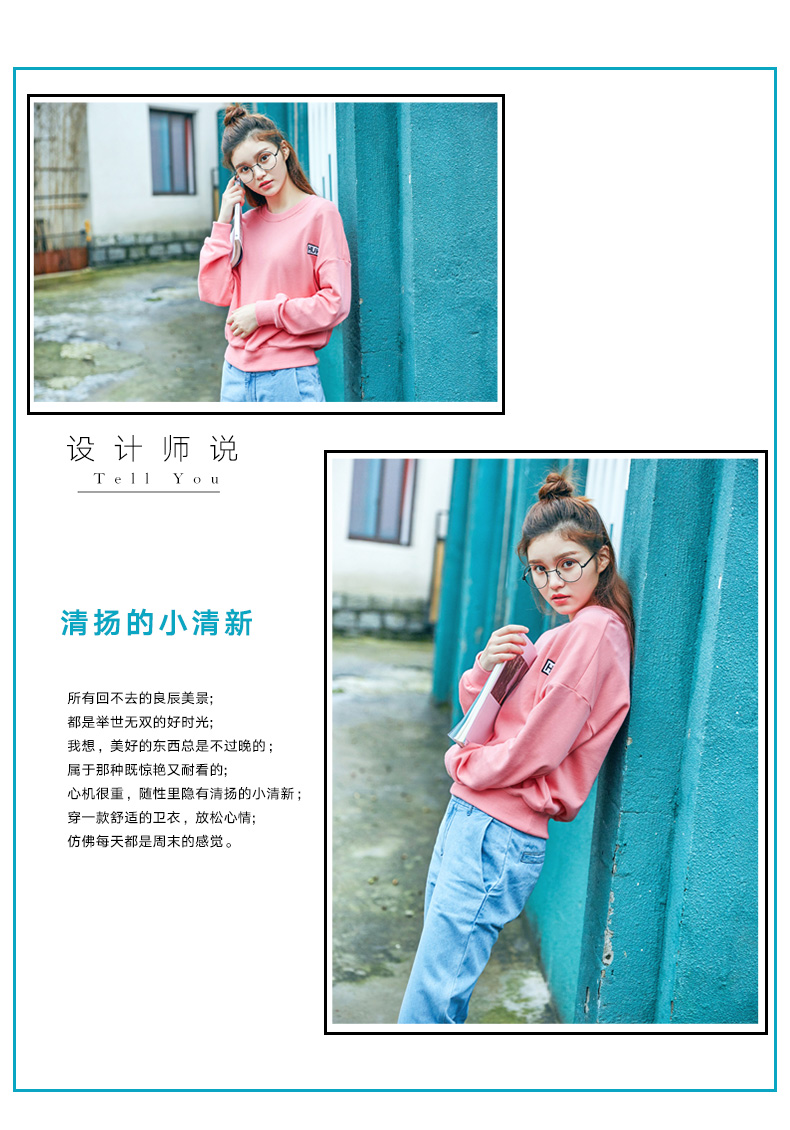 设计师说
Tell You
清扬的小清新
所有回不去的良辰美景;
都是举世无双的好时光;
我想，美好的东西总是不过晚的；
属于那种既惊艳又耐看的;
心机很重，随性里隐有清扬的小清新；
穿一款舒适的卫衣，放松心情;
仿佛每天都是周末的感觉。